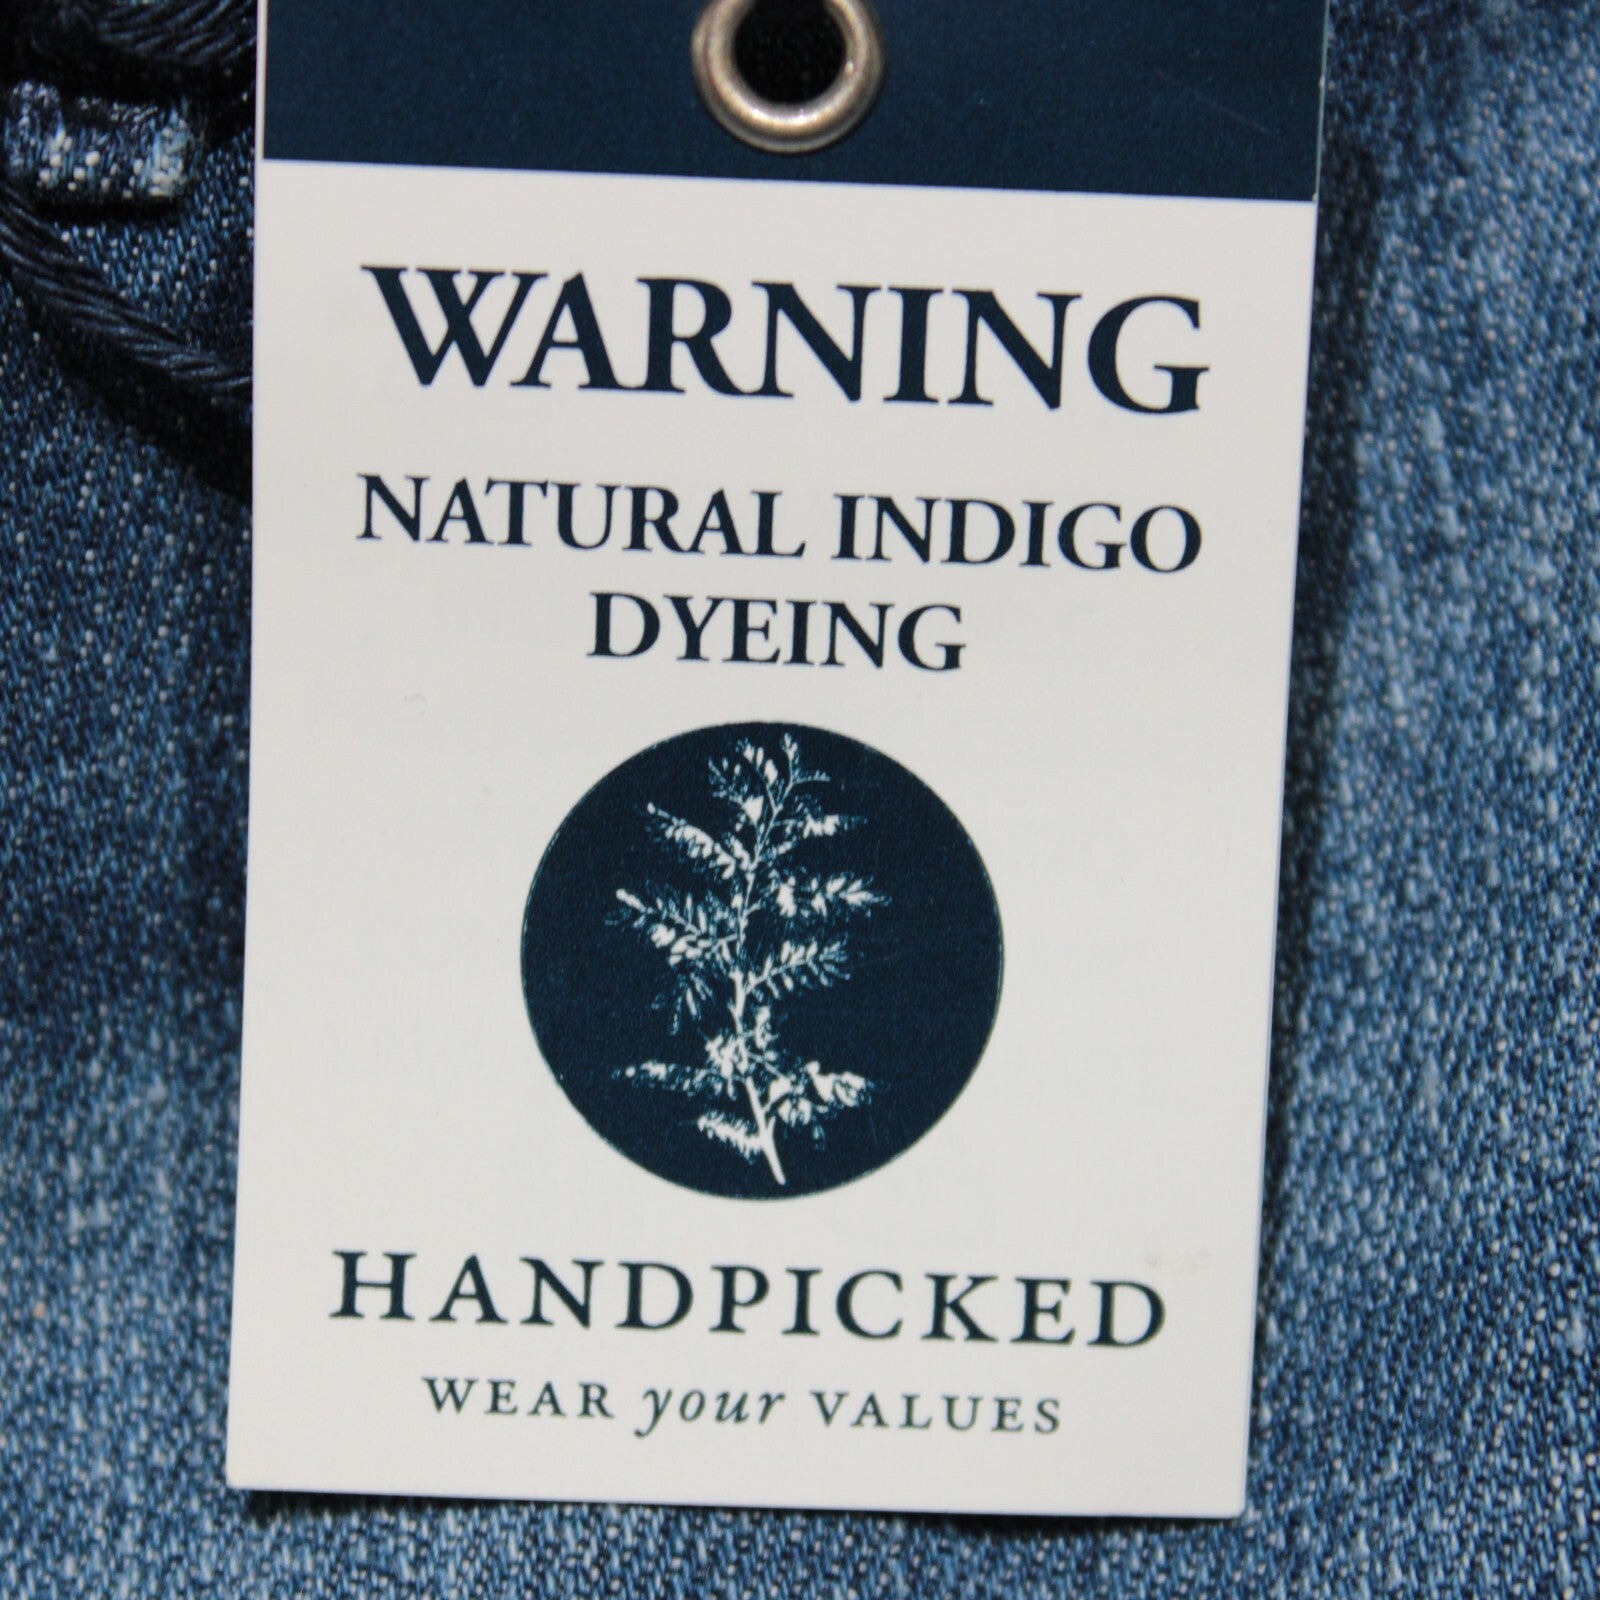 WARNING
NATURAL INDIGO
DYEING
HANDPICKED
WEAR your VALUES